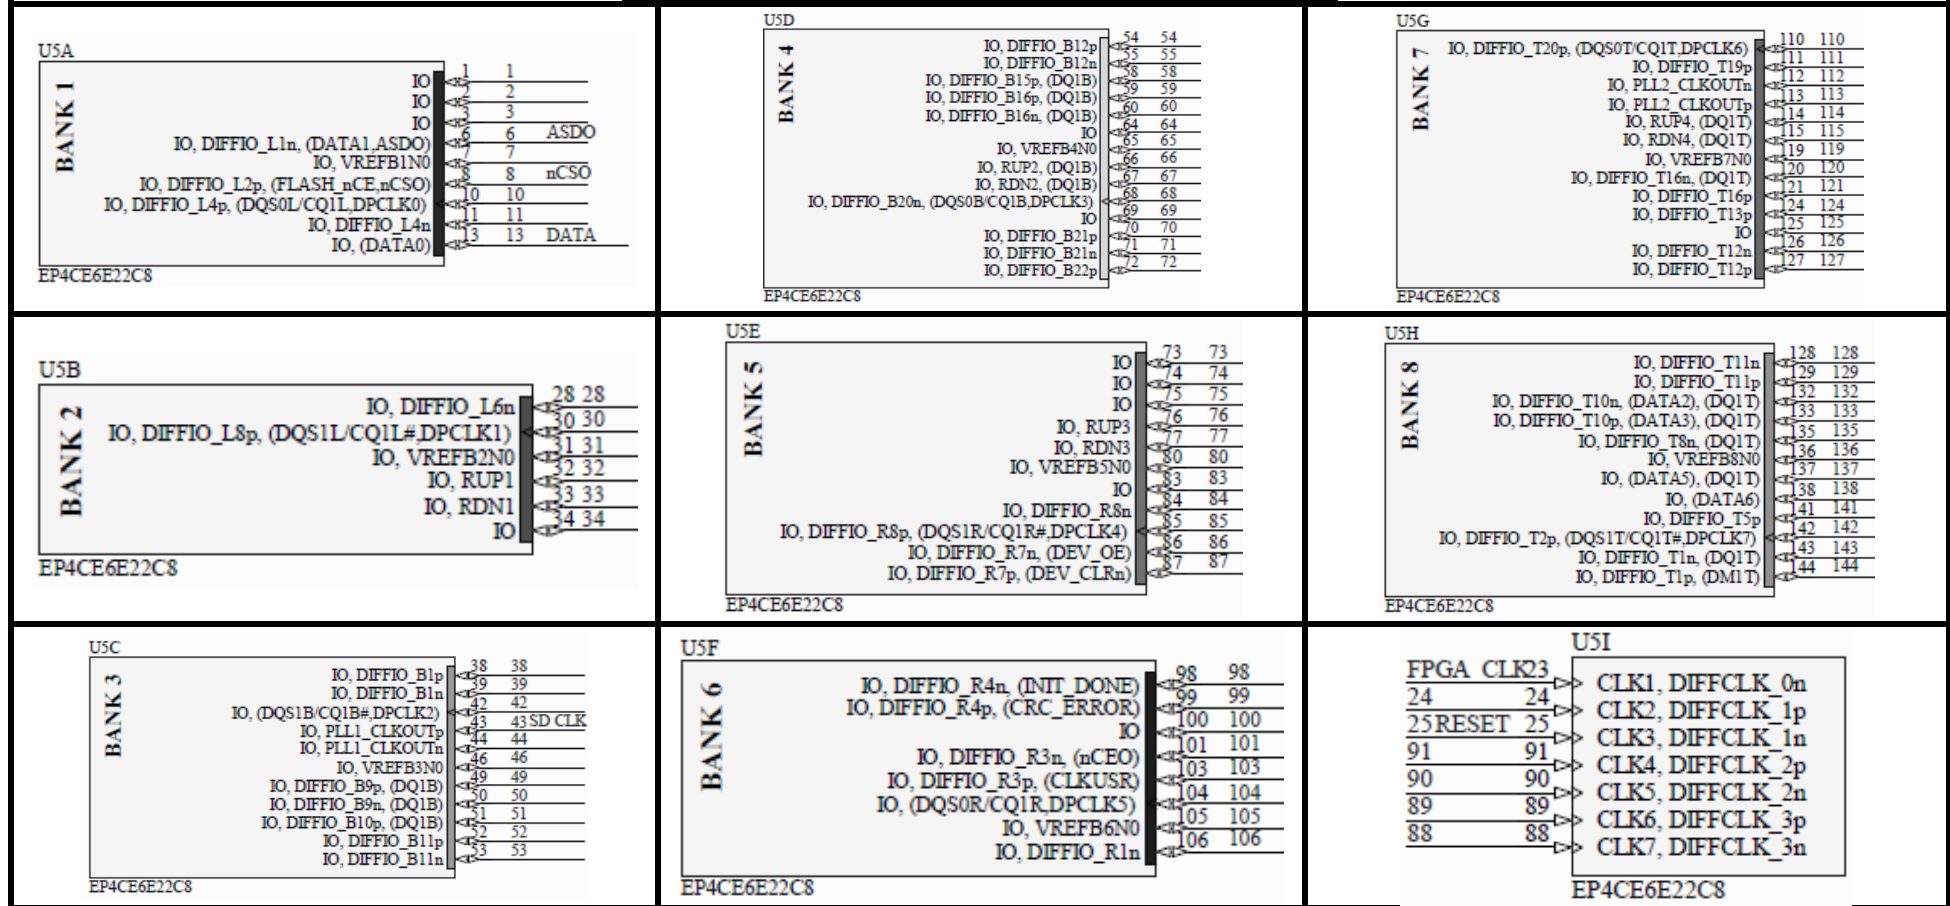 U5A
BANK 1
IO 1 1
IO 2 2
IO 3 3
IO, DIFFIO_L1n, (DATA1,ASDO) 6 6 ASDO
IO, VREFB1N0 7 7
IO, DIFFIO_L2p, (FLASH_nCE,nCSO) 8 8 nCSO
IO, DIFFIO_L4p, (DQS0L/CQ1L,DPCLK0) 10 10
IO, DIFFIO_L4n 11 11
IO, (DATA0) 13 13 DATA
EP4CE6E22C8
U5D
BANK 4
IO, DIFFIO_B12p 54 54
IO, DIFFIO_B12n 55 55
IO, DIFFIO_B15p, (DQ1B) 58 58
IO, DIFFIO_B16p, (DQ1B) 59 59
IO, DIFFIO_B16n, (DQ1B) 60 60
IO 64 64
IO, VREFB4N0 65 65
IO, RUP2, (DQ1B) 66 66
IO, RDN2, (DQ1B) 67 67
IO, DIFFIO_B20n, (DQS0B/CQ1B,DPCLK3) 68 68
IO 69 69
IO, DIFFIO_B21p 70 70
IO, DIFFIO_B21n 71 71
IO, DIFFIO_B22p 72 72
EP4CE6E22C8
U5G
BANK 7
IO, DIFFIO_T20p, (DQS0T/CQ1T,DPCLK6) 110 110
IO, DIFFIO_T19p 111 111
IO, PLL2_CLKOUTn 112 112
IO, PLL2_CLKOUTp 113 113
IO, RUP4, (DQ1T) 114 114
IO, RDN4, (DQ1T) 115 115
IO, VREFB7N0 119 119
IO, DIFFIO_T16n, (DQ1T) 120 120
IO, DIFFIO_T16p 121 121
IO, DIFFIO_T13p 124 124
IO 125 125
IO, DIFFIO_T12n 126 126
IO, DIFFIO_T12p 127 127
EP4CE6E22C8
U5B
BANK 2
IO, DIFFIO_L6n 28 28
IO, DIFFIO_L8p, (DQS1L/CQ1L#,DPCLK1) 30 30
IO, VREFB2N0 31 31
IO, RUP1 32 32
IO, RDN1 33 33
IO 34 34
EP4CE6E22C8
U5E
BANK 5
IO 73 73
IO 74 74
IO 75 75
IO, RUP3 76 76
IO, RDN3 77 77
IO, VREFB5N0 80 80
IO 83 83
IO, DIFFIO_R8n 84 84
IO, DIFFIO_R8p, (DQS1R/CQ1R#,DPCLK4) 85 85
IO, DIFFIO_R7n, (DEV_OE) 86 86
IO, DIFFIO_R7p, (DEV_CLRn) 87 87
EP4CE6E22C8
U5H
BANK 8
IO, DIFFIO_T11n 128 128
IO, DIFFIO_T11p 129 129
IO, DIFFIO_T10n, (DATA2), (DQ1T) 132 132
IO, DIFFIO_T10p, (DATA3), (DQ1T) 133 133
IO, DIFFIO_T8n, (DQ1T) 135 135
IO, VREFB8N0 136 136
IO, (DATA5), (DQ1T) 137 137
IO, (DATA6) 138 138
IO, DIFFIO_T5p 141 141
IO, DIFFIO_T2p, (DQS1T/CQ1T#,DPCLK7) 142 142
IO, DIFFIO_T1n, (DQ1T) 143 143
IO, DIFFIO_T1p, (DM1T) 144 144
EP4CE6E22C8
U5C
BANK 3
IO, DIFFIO_B1p 38 38
IO, DIFFIO_B1n 39 39
IO, (DQS1B/CQ1B#,DPCLK2) 42 42
IO, PLL1_CLKOUTp 43 43 SD CLK
IO, PLL1_CLKOUTn 44 44
IO, VREFB3N0 46 46
IO, DIFFIO_B9p, (DQ1B) 49 49
IO, DIFFIO_B9n, (DQ1B) 50 50
IO, DIFFIO_B10p, (DQ1B) 51 51
IO, DIFFIO_B11p 52 52
IO, DIFFIO_B11n 53 53
EP4CE6E22C8
U5F
BANK 6
IO, DIFFIO_R4n, (INIT_DONE) 98 98
IO, DIFFIO_R4p, (CRC_ERROR) 99 99
IO 100 100
IO, DIFFIO_R3n, (nCEO) 101 101
IO, DIFFIO_R3p, (CLKUSR) 103 103
IO, (DQS0R/CQ1R,DPCLK5) 104 104
IO, VREFB6N0 105 105
IO, DIFFIO_R1n 106 106
EP4CE6E22C8
U5I
FPGA CLK 23 CLK1, DIFFCLK_0n
24 24 CLK2, DIFFCLK_1p
25 RESET 25 CLK3, DIFFCLK_1n
91 91 CLK4, DIFFCLK_2p
90 90 CLK5, DIFFCLK_2n
89 89 CLK6, DIFFCLK_3p
88 88 CLK7, DIFFCLK_3n
EP4CE6E22C8